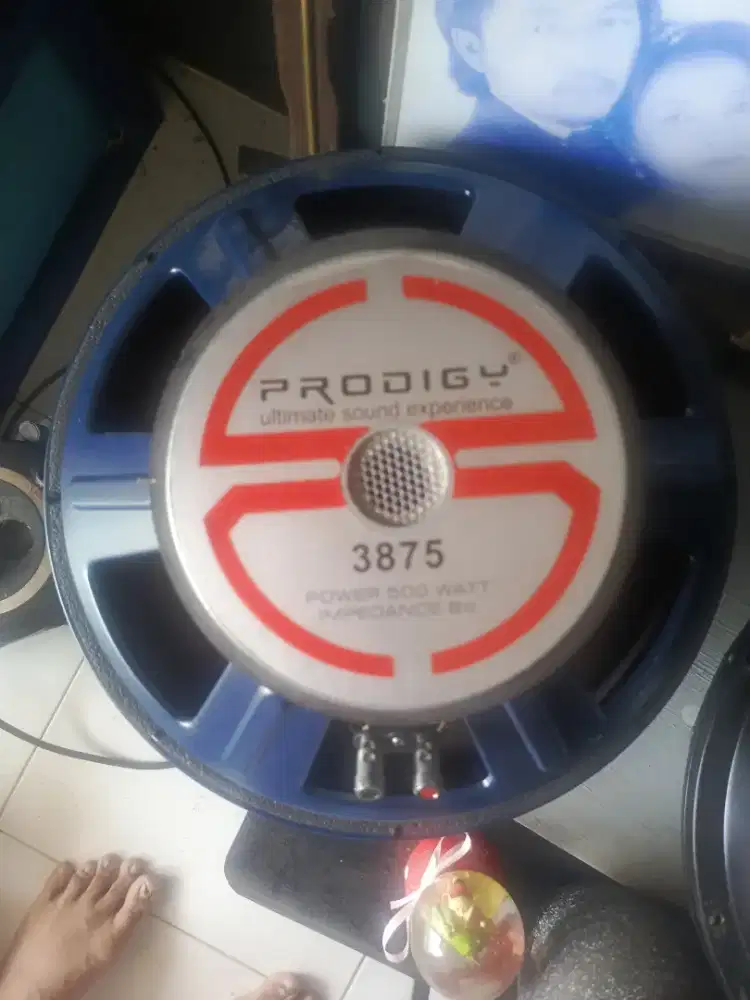 PRODIGY®
ultimate sound experience
3875
POWER 500 WATT
IMPEDANCE 8Ω